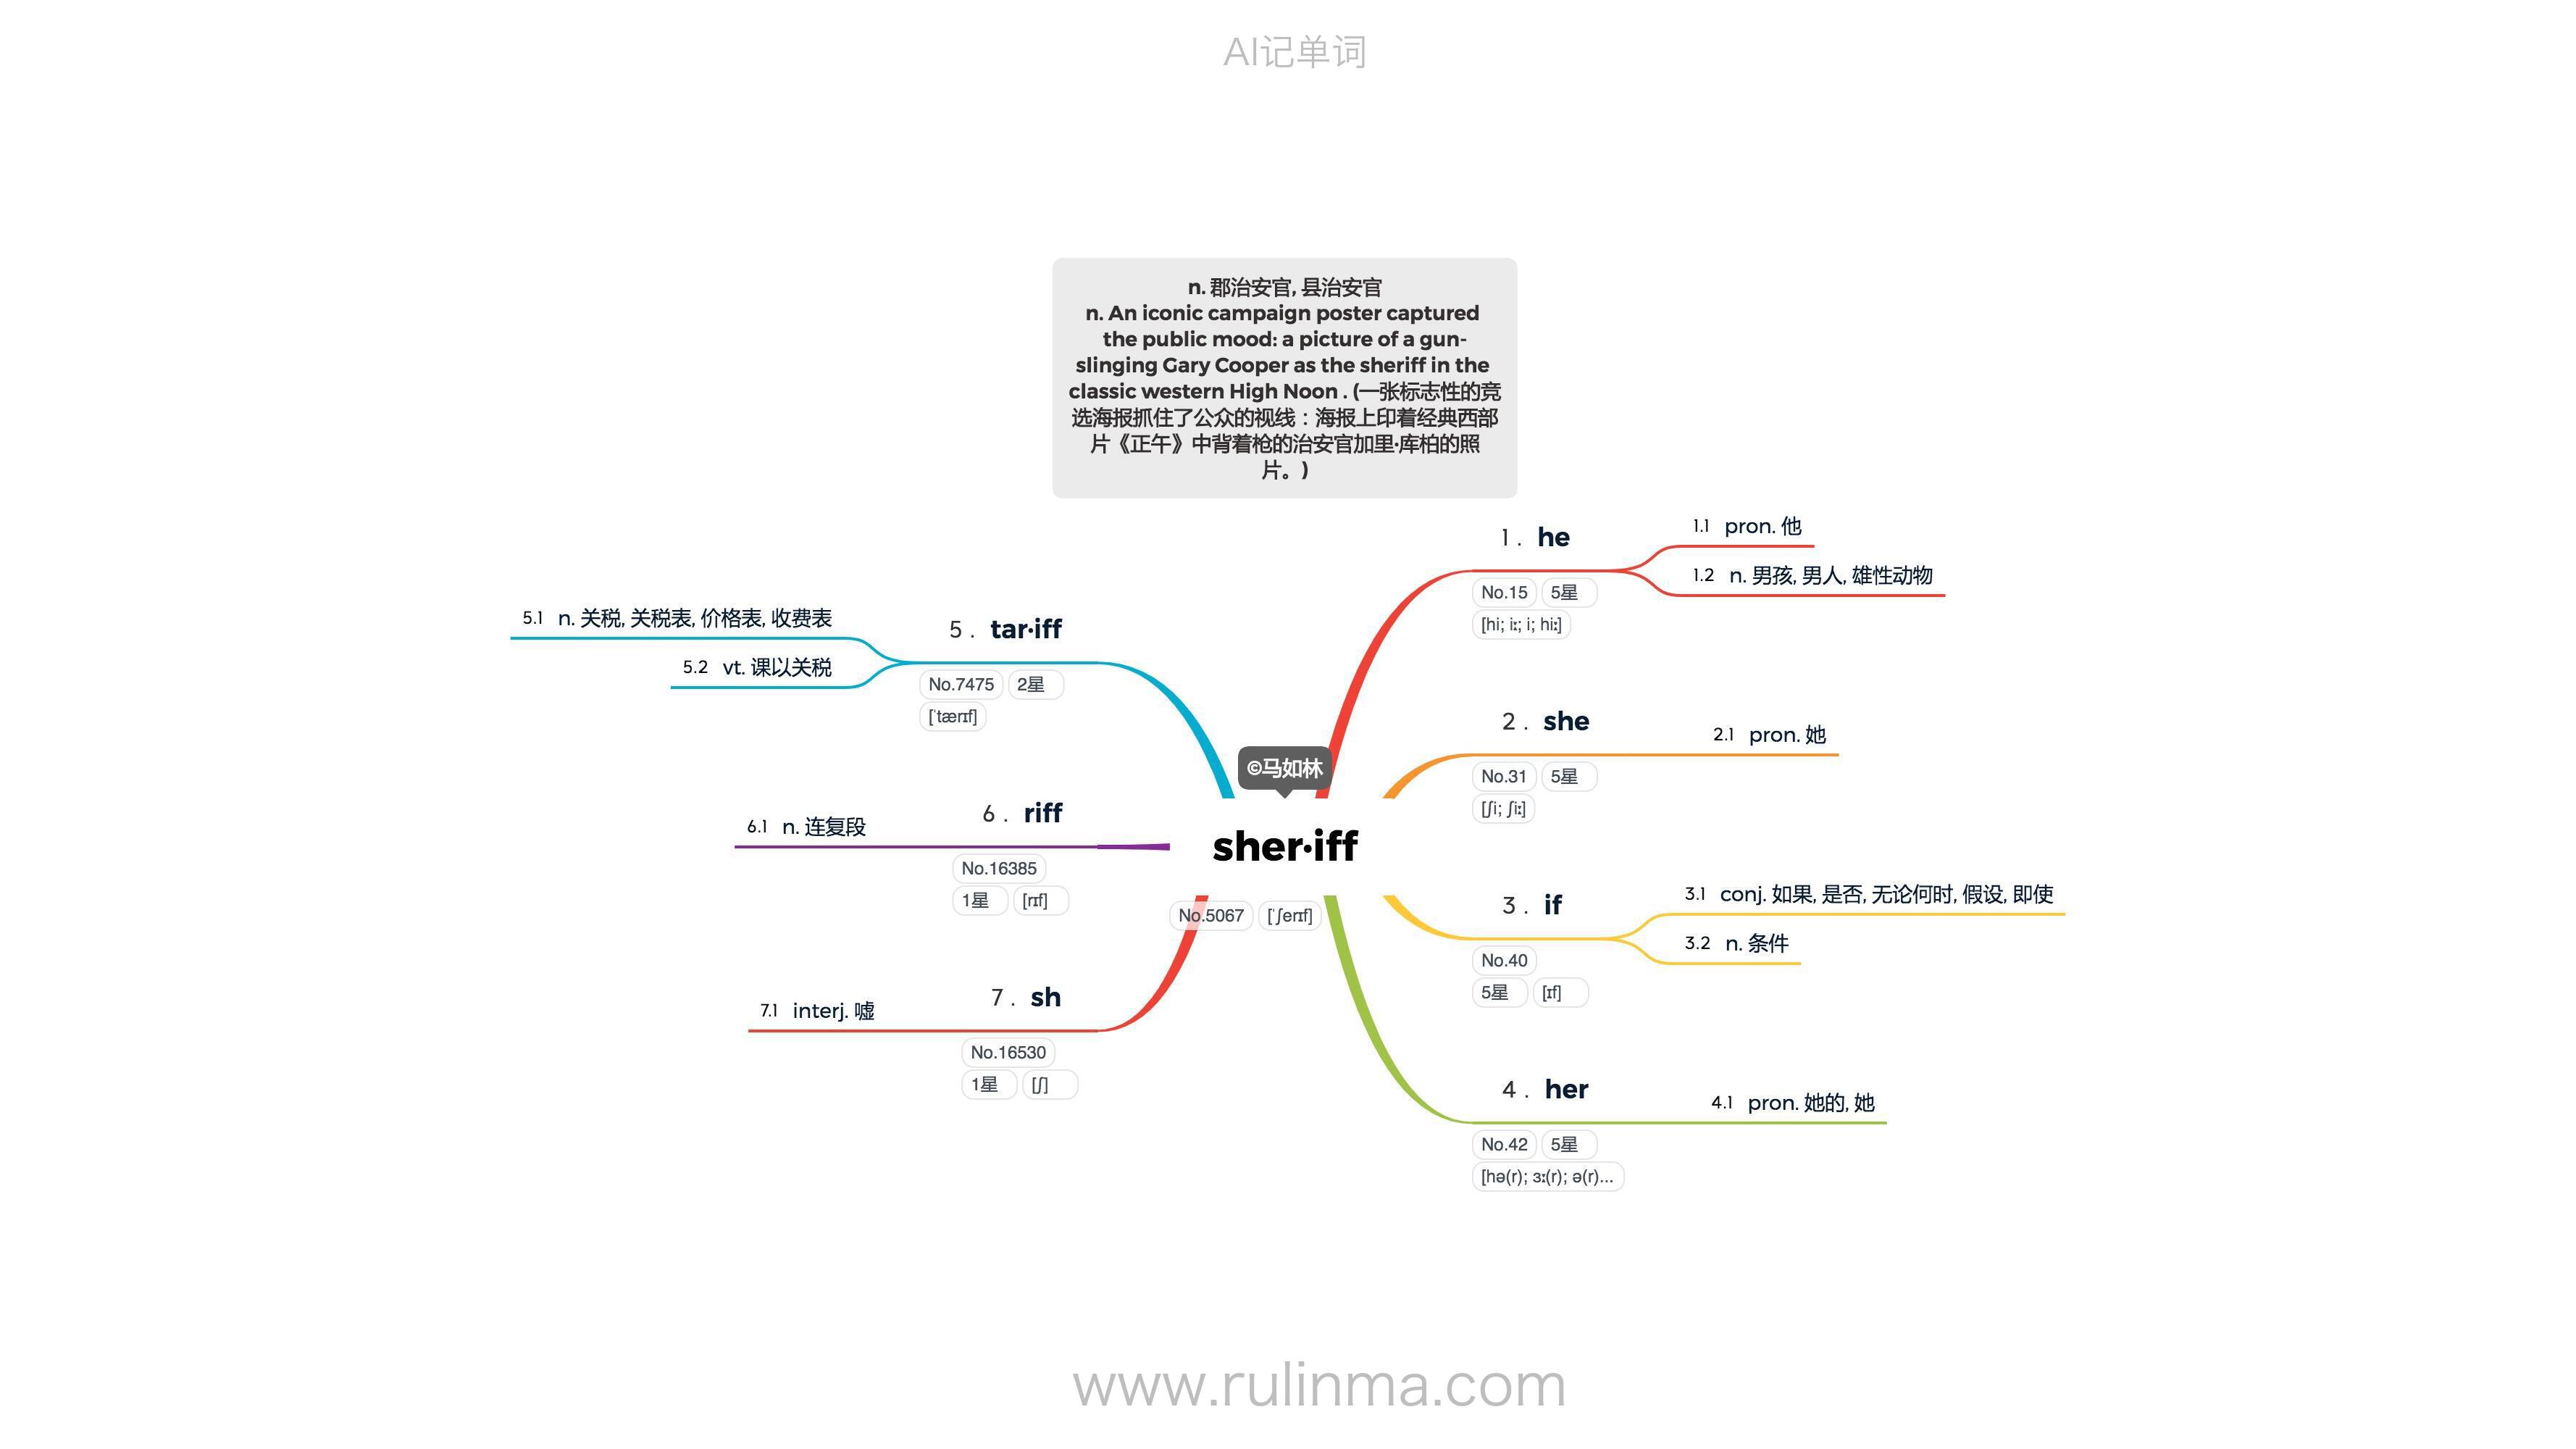 AI记单词
n. 郡治安官, 县治安官
n. An iconic campaign poster captured
the public mood: a picture of a gun-
slinging Gary Cooper as the sheriff in the
classic western High Noon . (一张标志性的竞
选海报抓住了公众的视线：海报上印着经典西部
片《正午》中背着枪的治安官加里·库柏的照
片。)
©马如林
sher·iff
No.5067 [ˈʃerɪf]
1 . he
No.15 5星
[hi; iː; i; hiː]
1.1 pron. 他
1.2 n. 男孩, 男人, 雄性动物
2 . she
No.31 5星
[ʃi; ʃiː]
2.1 pron. 她
3 . if
No.40
5星 [ɪf]
3.1 conj. 如果, 是否, 无论何时, 假设, 即使
3.2 n. 条件
4 . her
No.42 5星
[hə(r); ɜː(r); ə(r)...
4.1 pron. 她的, 她
5 . tar·iff
No.7475 2星
[ˈtærɪf]
5.1 n. 关税, 关税表, 价格表, 收费表
5.2 vt. 课以关税
6 . riff
No.16385
1星 [rɪf]
6.1 n. 连复段
7 . sh
No.16530
1星 [ʃ]
7.1 interj. 嘘
www.rulinma.com